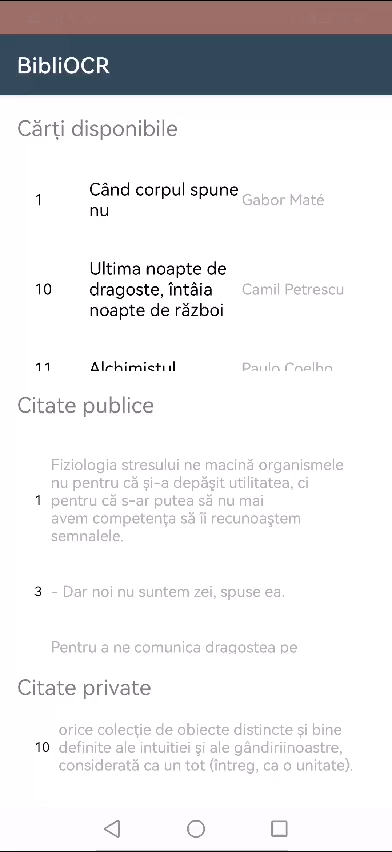 BibliOCR
Cărți disponibile
1 Când corpul spune nu Gabor Maté
10 Ultima noapte de dragoste, întâia noapte de război Camil Petrescu
11 Alchimistul Paulo Coelho
Citate publice
Fiziologia stresului ne macină organismele
nu pentru că și-a depășit utilitatea, ci
1 pentru că s-ar putea să nu mai
avem competența să îi recunoaștem
semnalele.
3 - Dar noi nu suntem zei, spuse ea.
Pentru a ne comunica dragostea pe
Citate private
orice colecție de obiecte distincte și bine
10 definite ale intuiției și ale gândiriinoastre,
considerată ca un tot (întreg, ca o unitate).